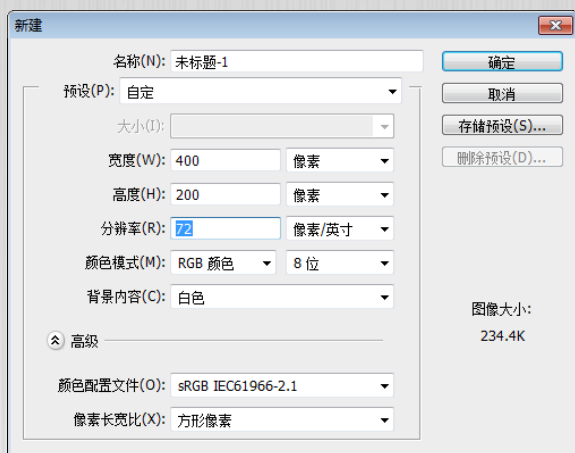 新建
名称(N): 未标题-1
确定
预设(P): 自定
取消
大小(I):
存储预设(S)...
宽度(W): 400 像素
删除预设(D)...
高度(H): 200 像素
分辨率(R): 72 像素/英寸
颜色模式(M): RGB 颜色 8 位
背景内容(C): 白色
图像大小:
234.4K
高级
颜色配置文件(O): sRGB IEC61966-2.1
像素长宽比(X): 方形像素